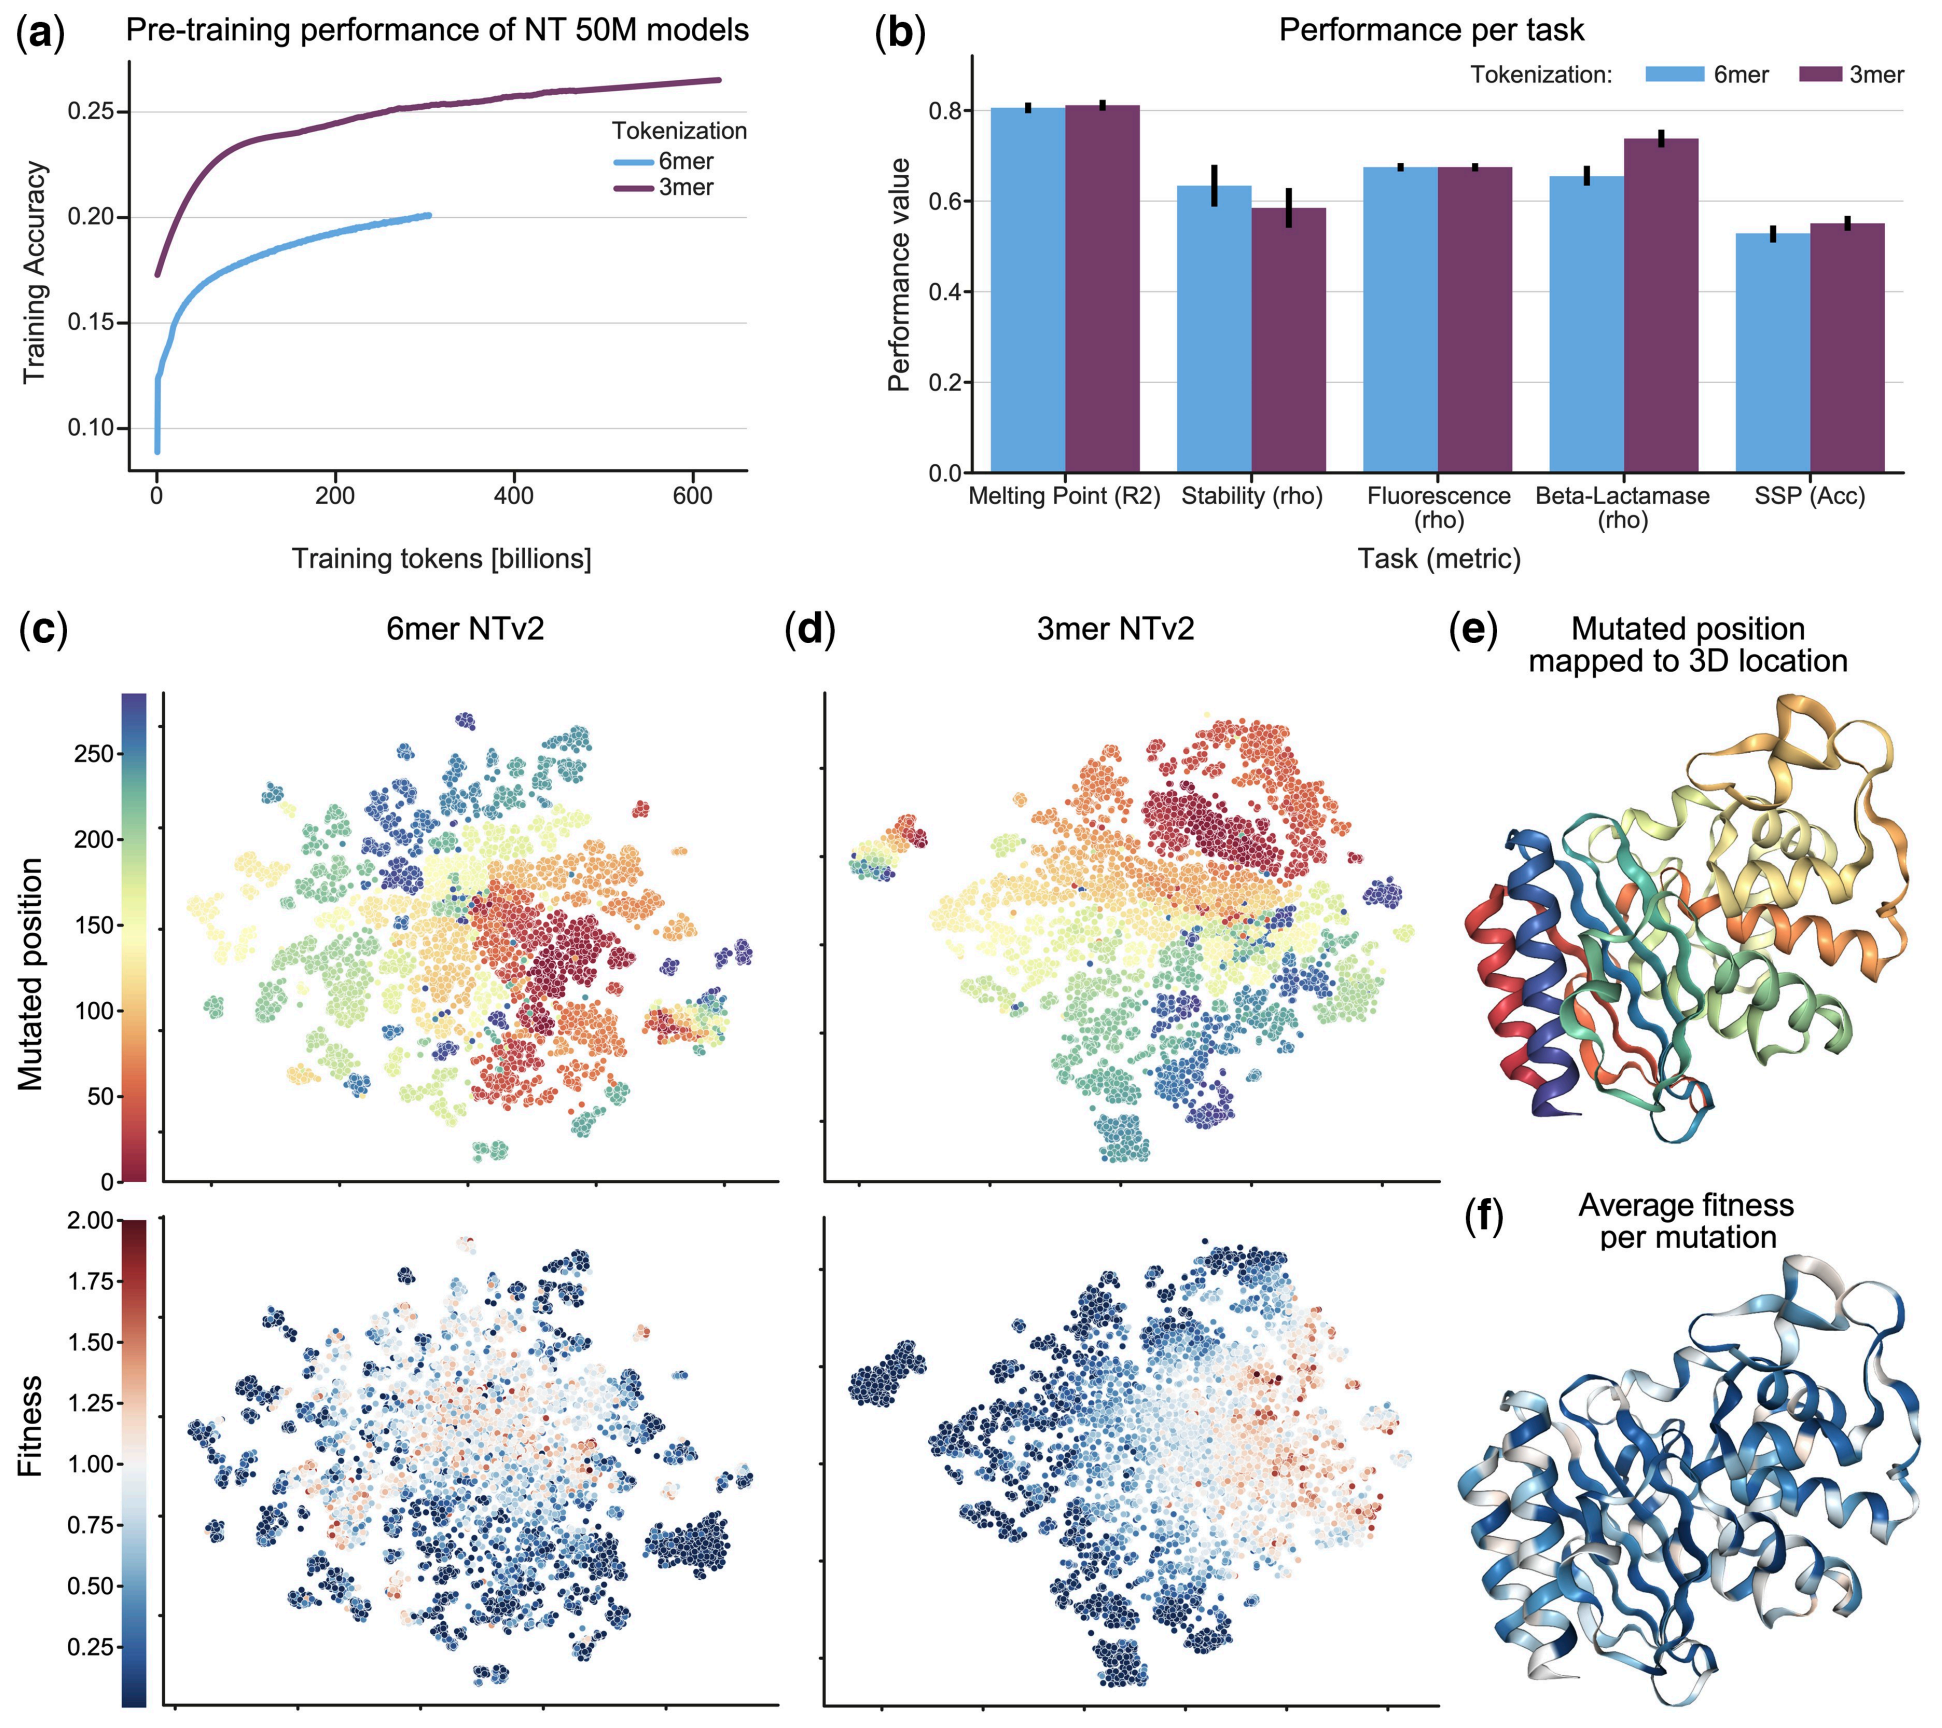 (a) Pre-training performance of NT 50M models
Training Accuracy
0.25
0.20
0.15
0.10
Tokenization
6mer
3mer
0 200 400 600
Training tokens [billions]
(b) Performance per task
Tokenization: 6mer 3mer
Performance value
0.8
0.6
0.4
0.2
0.0
Melting Point (R2) Stability (rho) Fluorescence (rho) Beta-Lactamase (rho) SSP (Acc)
Task (metric)
(c) 6mer NTv2
Mutated position
250
200
150
100
50
0
Fitness
2.00
1.75
1.50
1.25
1.00
0.75
0.50
0.25
(d) 3mer NTv2
(e) Mutated position
mapped to 3D location
(f) Average fitness
per mutation